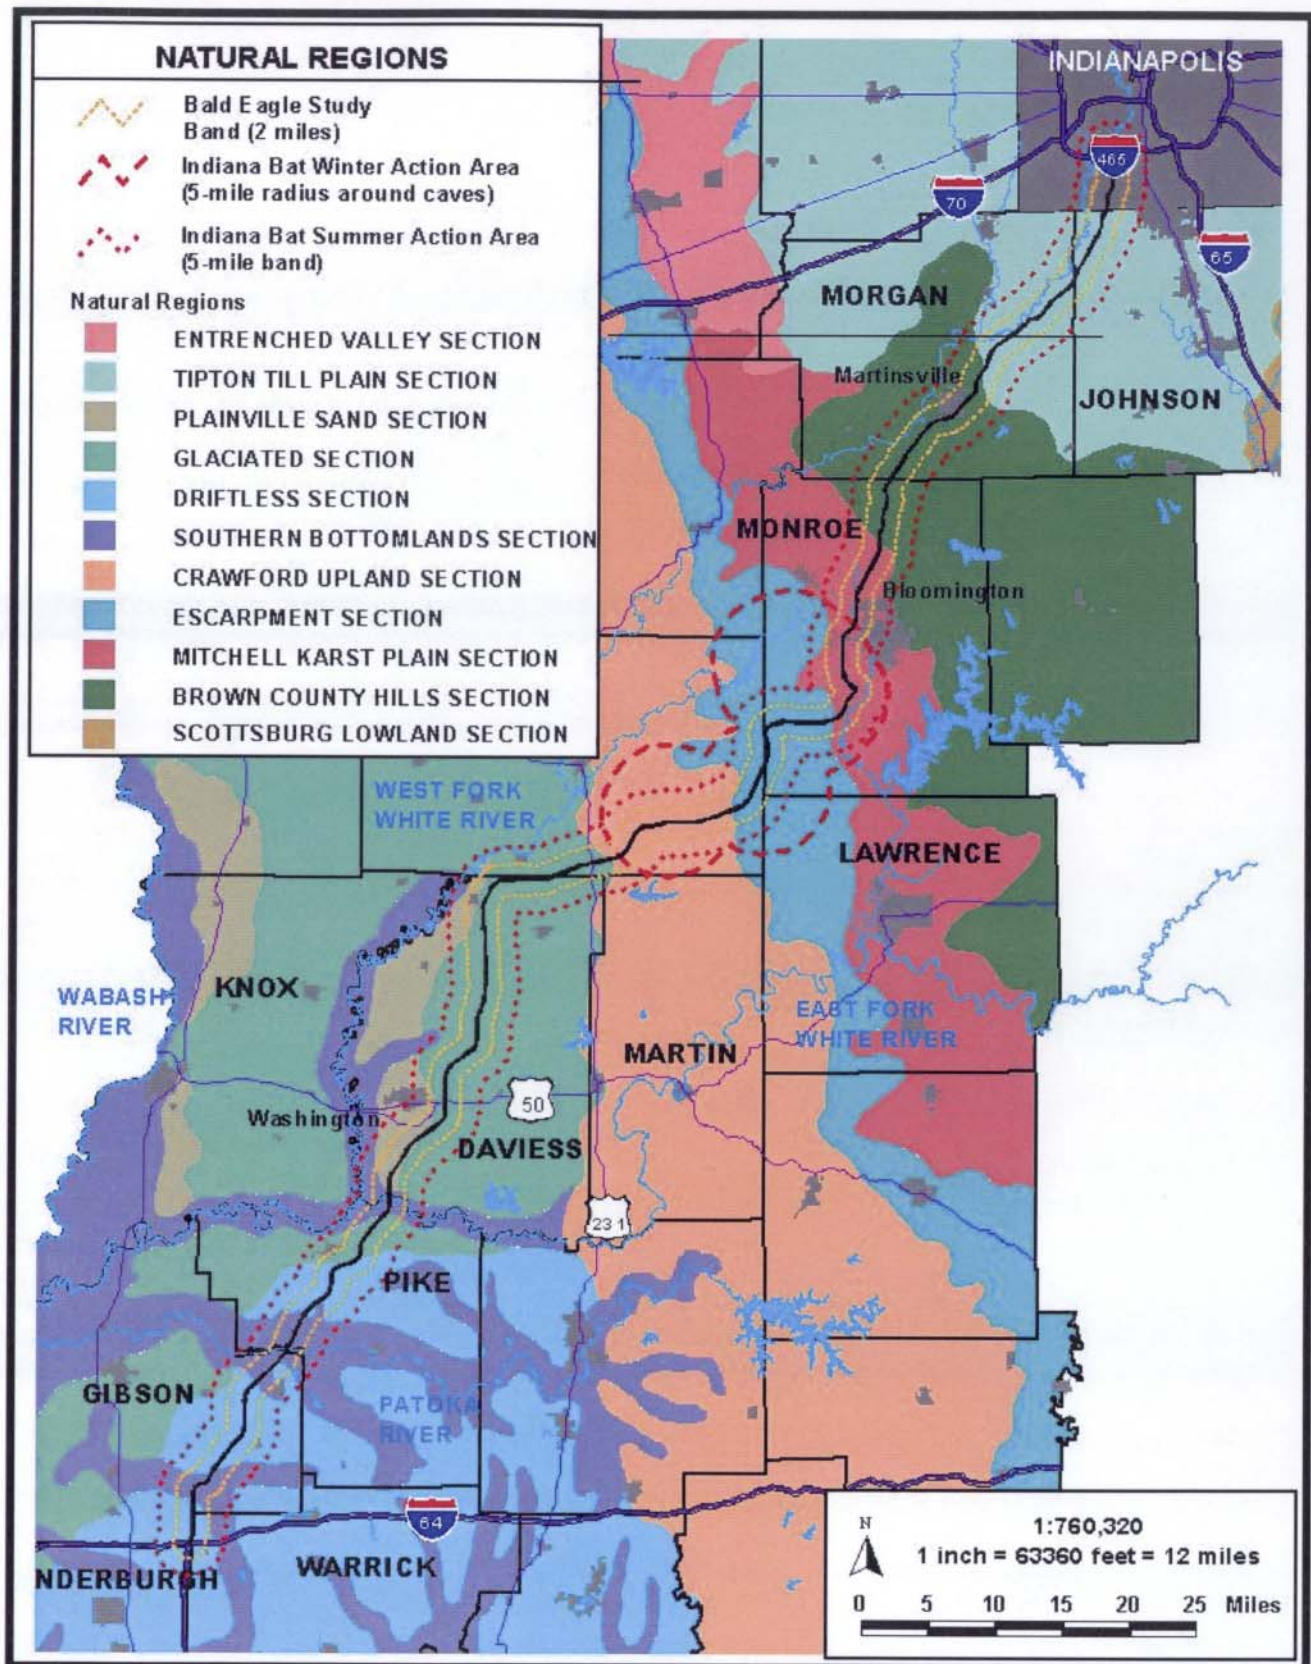 NATURAL REGIONS
Bald Eagle Study
Band (2 miles)
Indiana Bat Winter Action Area
(5-mile radius around caves)
Indiana Bat Summer Action Area
(5-mile band)
Natural Regions
ENTRENCHED VALLEY SECTION
TIPTON TILL PLAIN SECTION
PLAINVILLE SAND SECTION
GLACIATED SECTION
DRIFTLESS SECTION
SOUTHERN BOTTOMLANDS SECTION
CRAWFORD UPLAND SECTION
ESCARPMENT SECTION
MITCHELL KARST PLAIN SECTION
BROWN COUNTY HILLS SECTION
SCOTTSBURG LOWLAND SECTION
INDIANAPOLIS
465
70
65
MORGAN
Martinsville
JOHNSON
MONROE
Bloomington
WEST FORK
WHITE RIVER
LAWRENCE
KNOX
WABASH
RIVER
EAST FORK
WHITE RIVER
MARTIN
50
Washington
DAVIESS
231
PIKE
GIBSON
PATOKA
RIVER
64
NDERBURGH
WARRICK
N
1:760,320
1 inch = 63360 feet = 12 miles
0 5 10 15 20 25 Miles